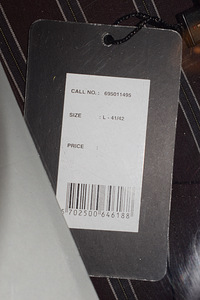 CALL NO. : 695011495
SIZE : L - 41/42
PRICE :
5 702500 646188